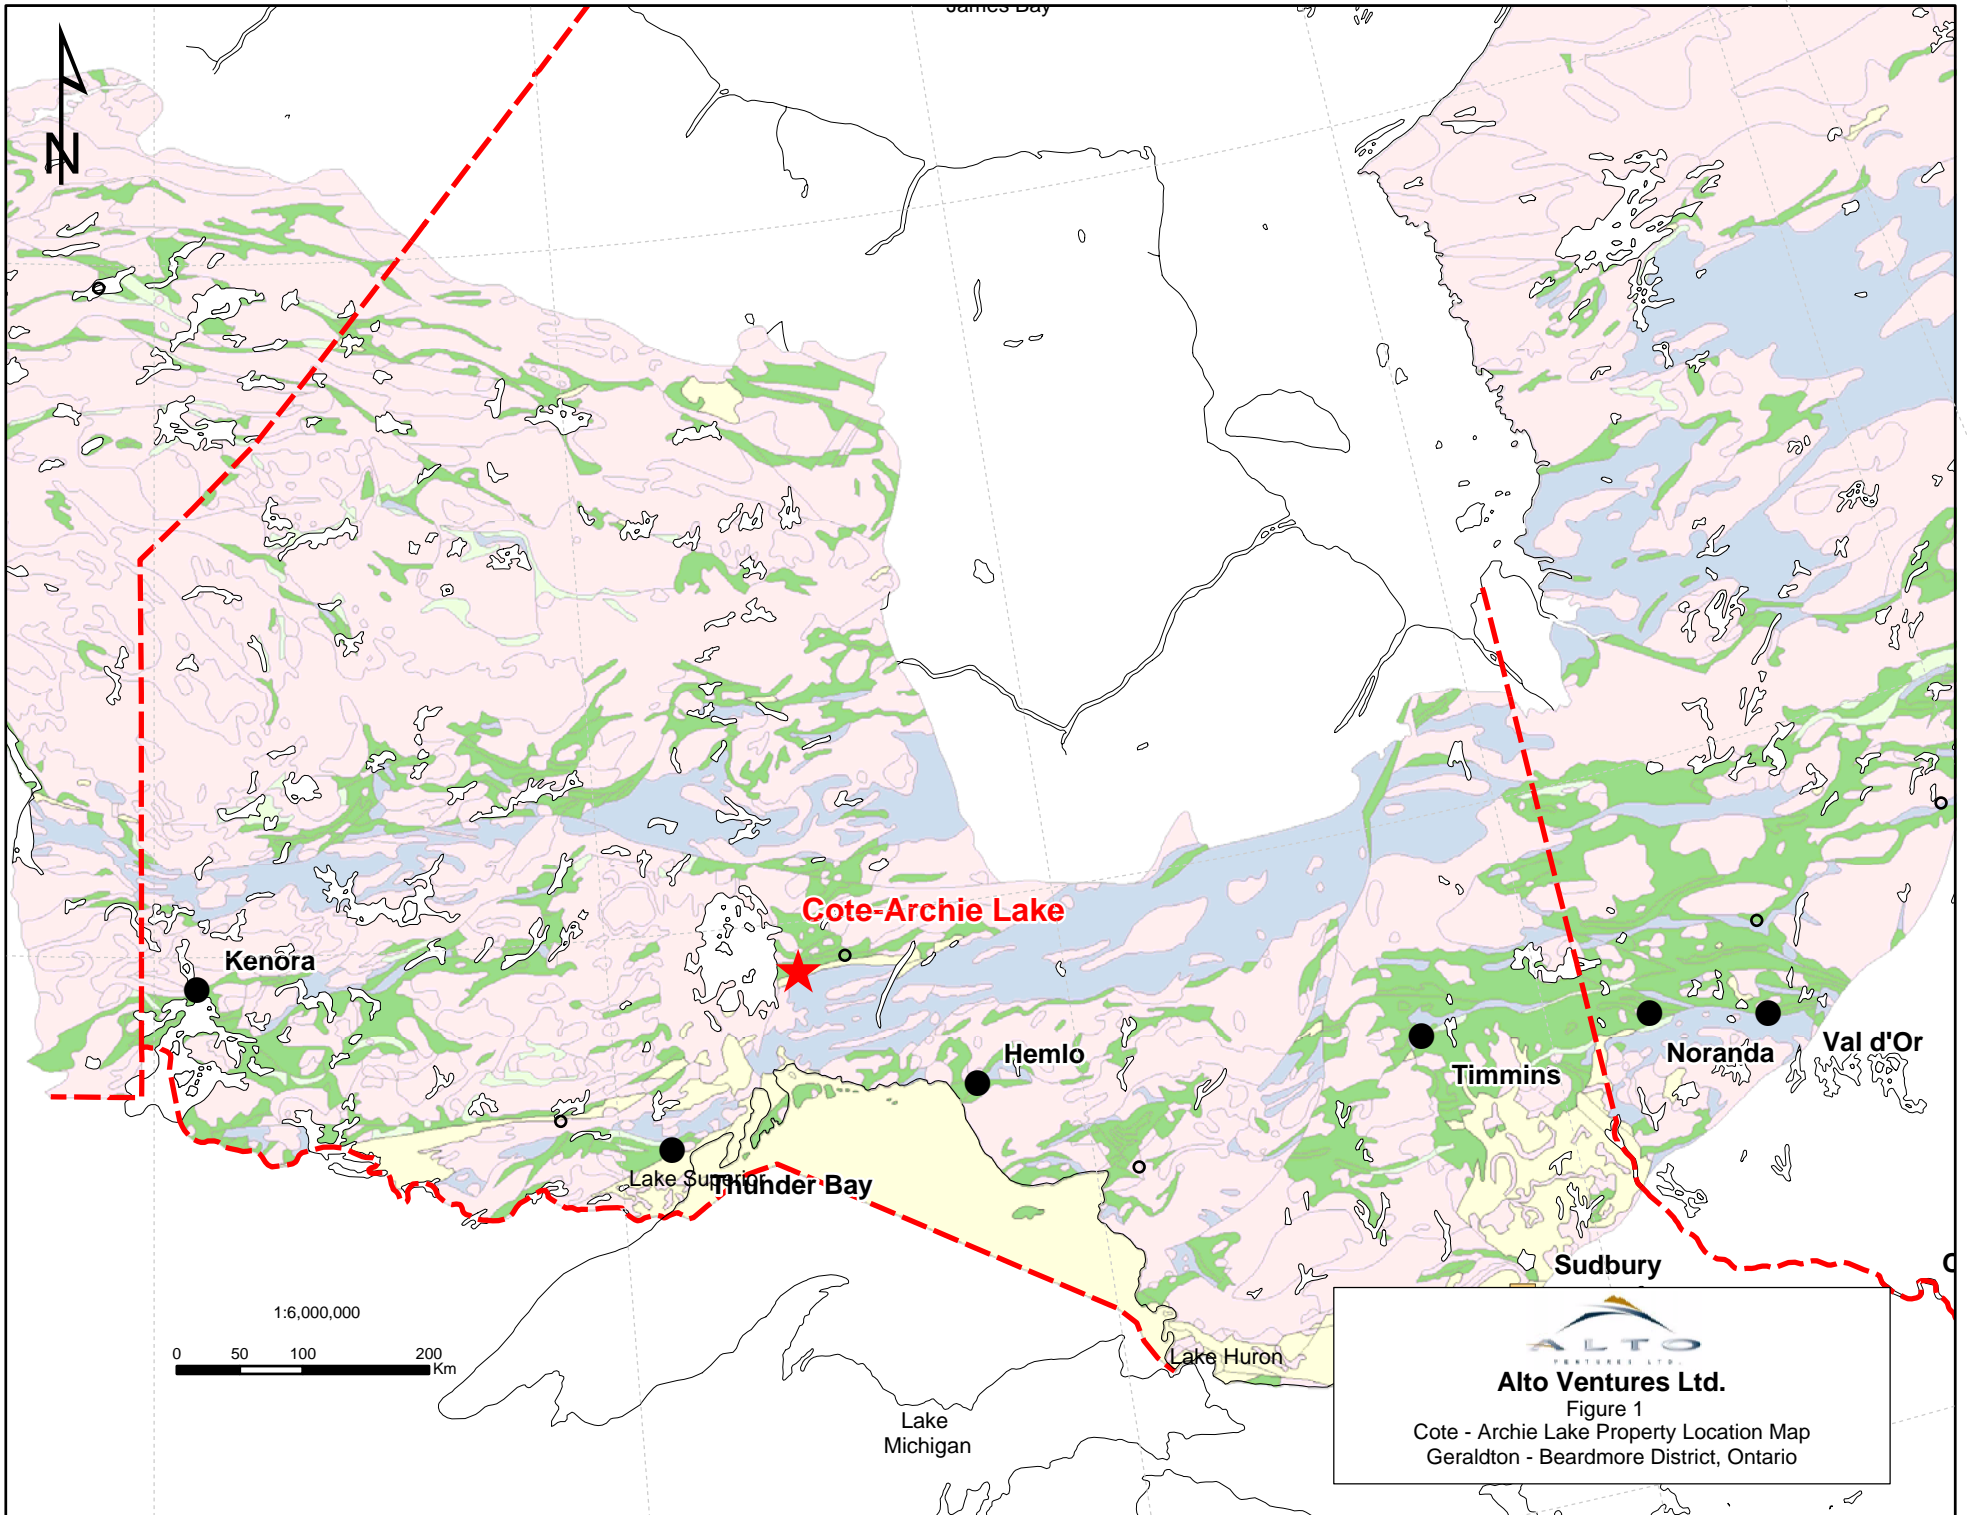 James Bay
N
Cote-Archie Lake
Kenora
Hemlo
Timmins
Noranda
Val d'Or
Lake Superior
Thunder Bay
Sudbury
1:6,000,000
0 50 100 200
Km
Lake Huron
Lake
Michigan
ALTO
VENTURES LTD.
Alto Ventures Ltd.
Figure 1
Cote - Archie Lake Property Location Map
Geraldton - Beardmore District, Ontario